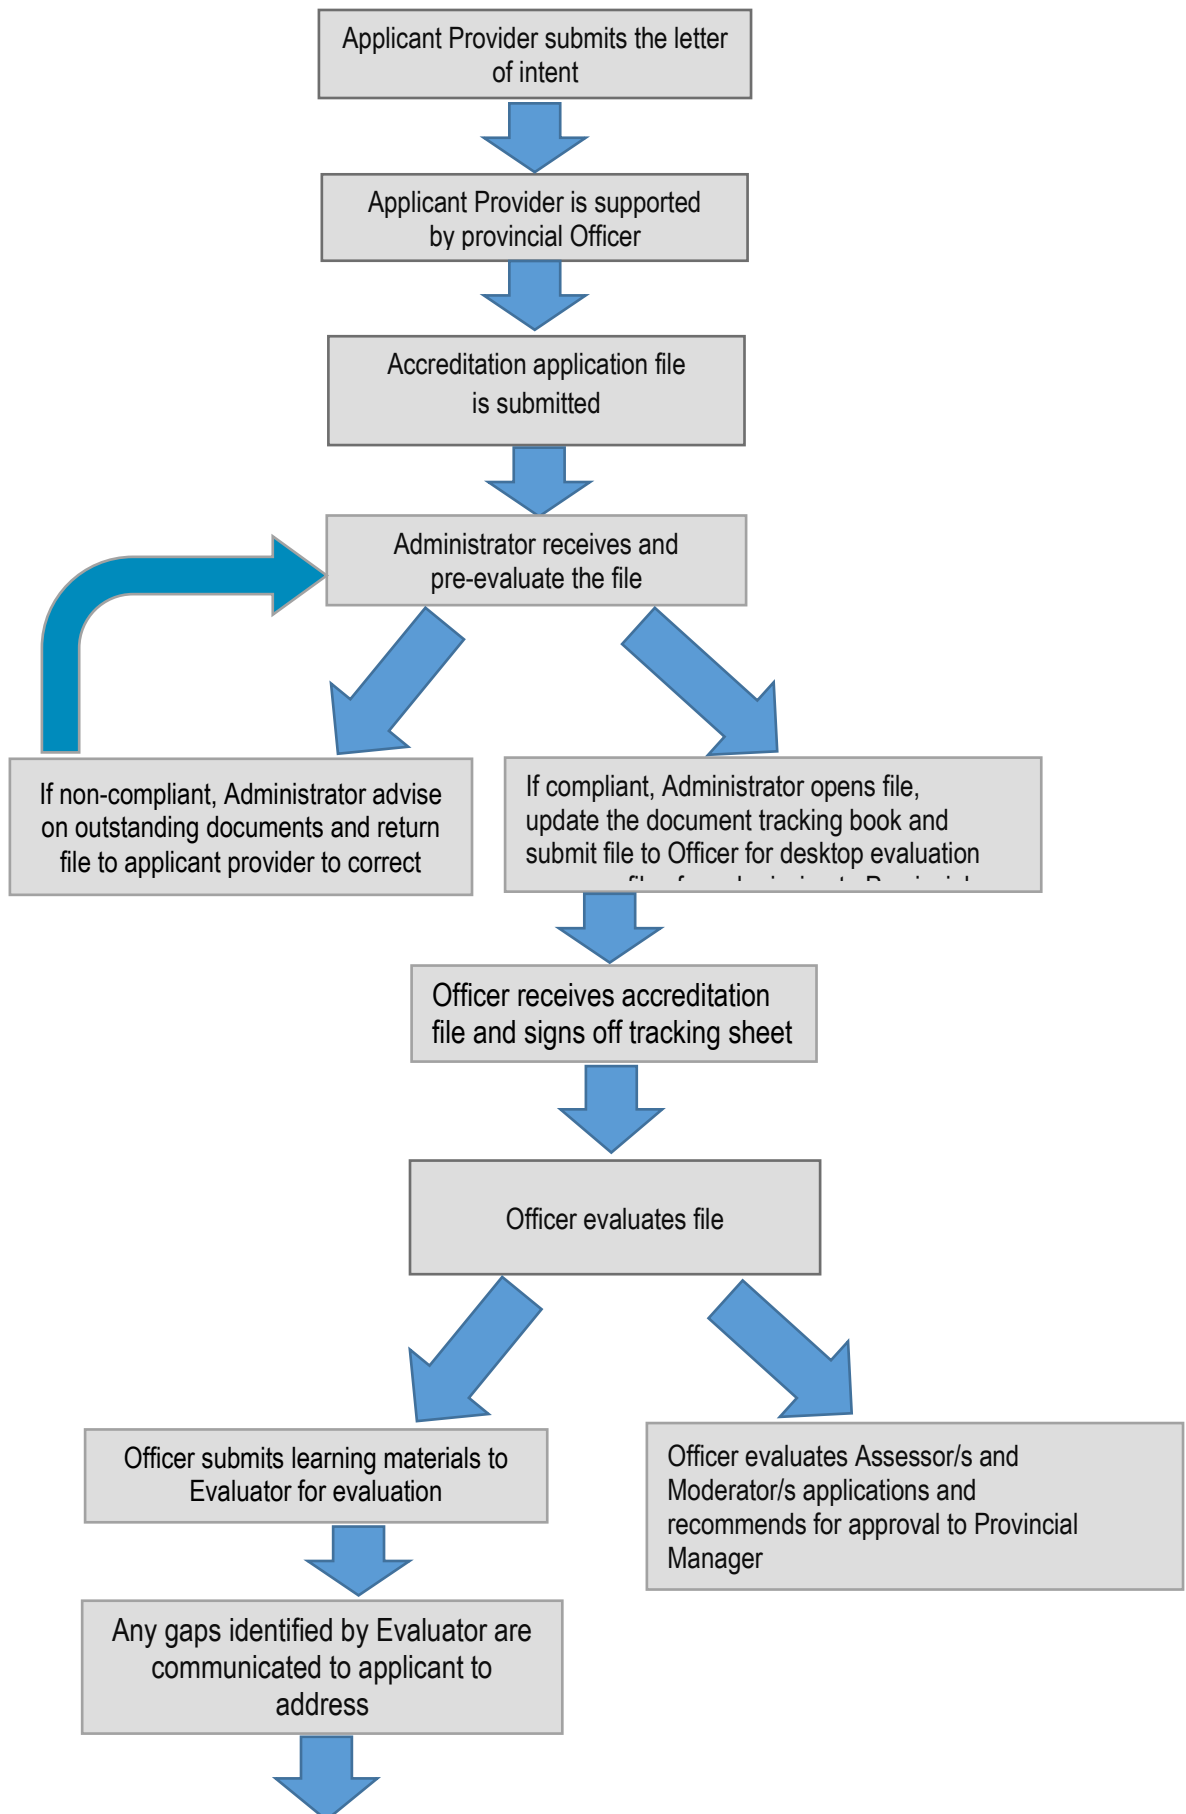 Applicant Provider submits the letter
of intent
Applicant Provider is supported
by provincial Officer
Accreditation application file
is submitted
Administrator receives and
pre-evaluate the file
If non-compliant, Administrator advise
on outstanding documents and return
file to applicant provider to correct
If compliant, Administrator opens file,
update the document tracking book and
submit file to Officer for desktop evaluation
Officer receives accreditation
file and signs off tracking sheet
Officer evaluates file
Officer submits learning materials to
Evaluator for evaluation
Officer evaluates Assessor/s and
Moderator/s applications and
recommends for approval to Provincial
Manager
Any gaps identified by Evaluator are
communicated to applicant to
address